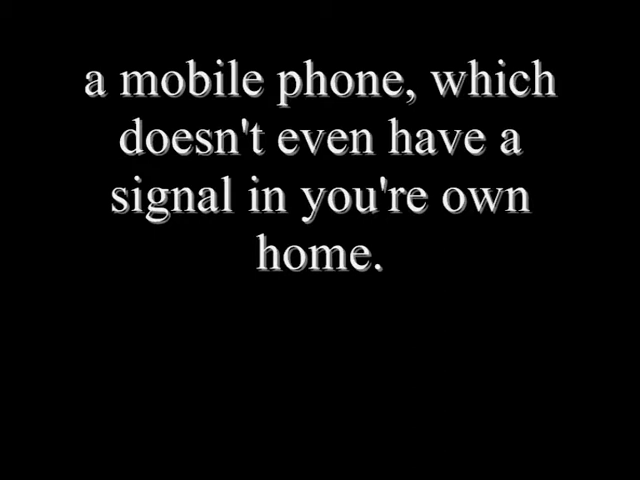 a mobile phone, which
doesn't even have a
signal in you're own
home.